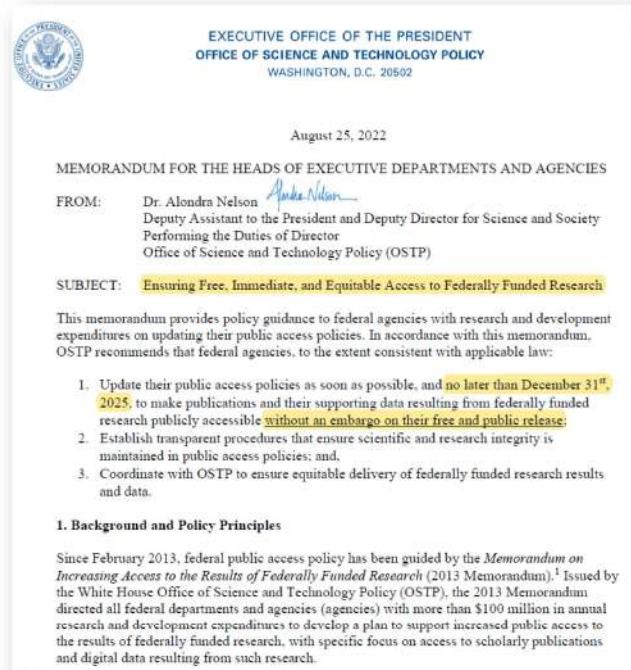 EXECUTIVE OFFICE OF THE PRESIDENT
OFFICE OF SCIENCE AND TECHNOLOGY POLICY
WASHINGTON, D.C. 20502
August 25, 2022
MEMORANDUM FOR THE HEADS OF EXECUTIVE DEPARTMENTS AND AGENCIES
FROM: Dr. Alondra Nelson
Deputy Assistant to the President and Deputy Director for Science and Society
Performing the Duties of Director
Office of Science and Technology Policy (OSTP)
SUBJECT: Ensuring Free, Immediate, and Equitable Access to Federally Funded Research
This memorandum provides policy guidance to federal agencies with research and development
expenditures on updating their public access policies. In accordance with this memorandum,
OSTP recommends that federal agencies, to the extent consistent with applicable law:
1. Update their public access policies as soon as possible, and no later than December 31st,
2025, to make publications and their supporting data resulting from federally funded
research publicly accessible without an embargo on their free and public release;
2. Establish transparent procedures that ensure scientific and research integrity is
maintained in public access policies; and,
3. Coordinate with OSTP to ensure equitable delivery of federally funded research results
and data.
1. Background and Policy Principles
Since February 2013, federal public access policy has been guided by the Memorandum on
Increasing Access to the Results of Federally Funded Research (2013 Memorandum).1 Issued by
the White House Office of Science and Technology Policy (OSTP), the 2013 Memorandum
directed all federal departments and agencies (agencies) with more than $100 million in annual
research and development expenditures to develop a plan to support increased public access to
the results of federally funded research, with specific focus on access to scholarly publications
and digital data resulting from such research.